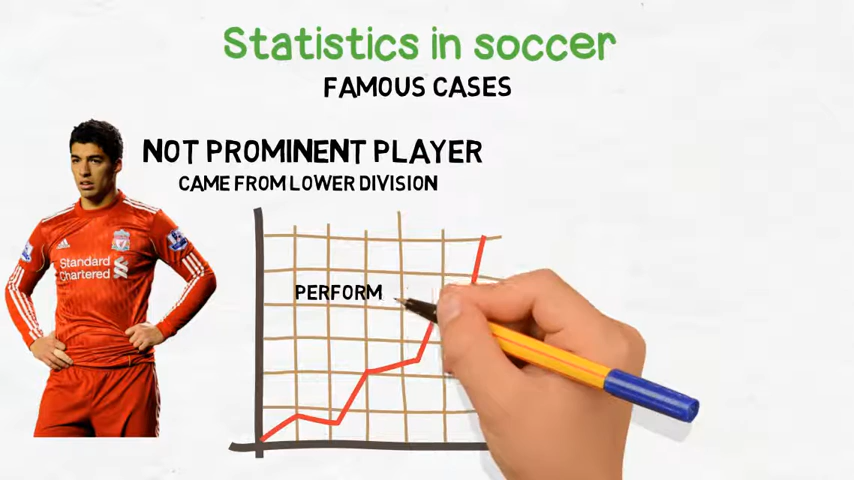 Statistics in soccer
FAMOUS CASES
NOT PROMINENT PLAYER
CAME FROM LOWER DIVISION
PERFORM
Standard
Chartered